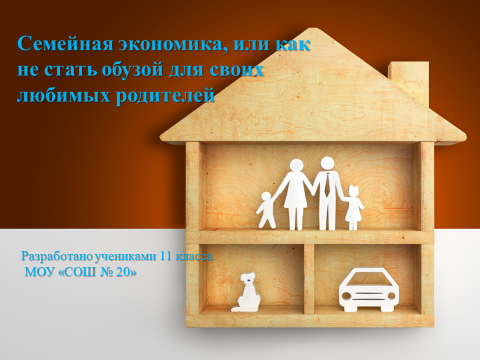 Семейная экономика, или как
не стать обузой для своих
любимых родителей
Разработано учениками 11 класса
МОУ «СОШ № 20»